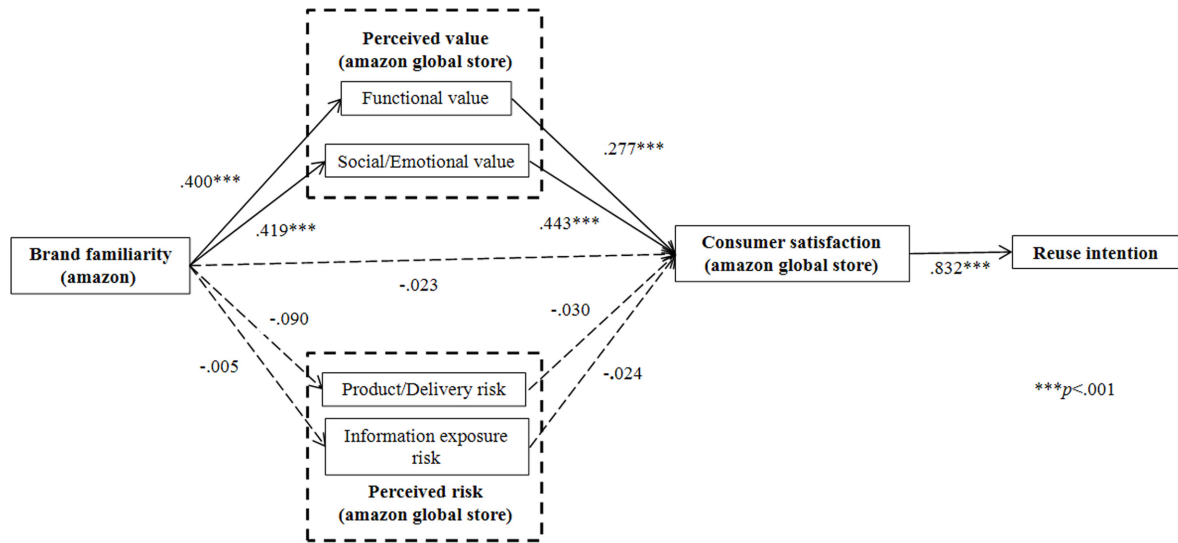 Perceived value
(amazon global store)
Functional value
Social/Emotional value
.400***
.419***
.277***
.443***
Brand familiarity
(amazon)
Consumer satisfaction
(amazon global store)
Reuse intention
.832***
-.023
-.090
-.005
-.030
-.024
Product/Delivery risk
Information exposure
risk
Perceived risk
(amazon global store)
***p<.001